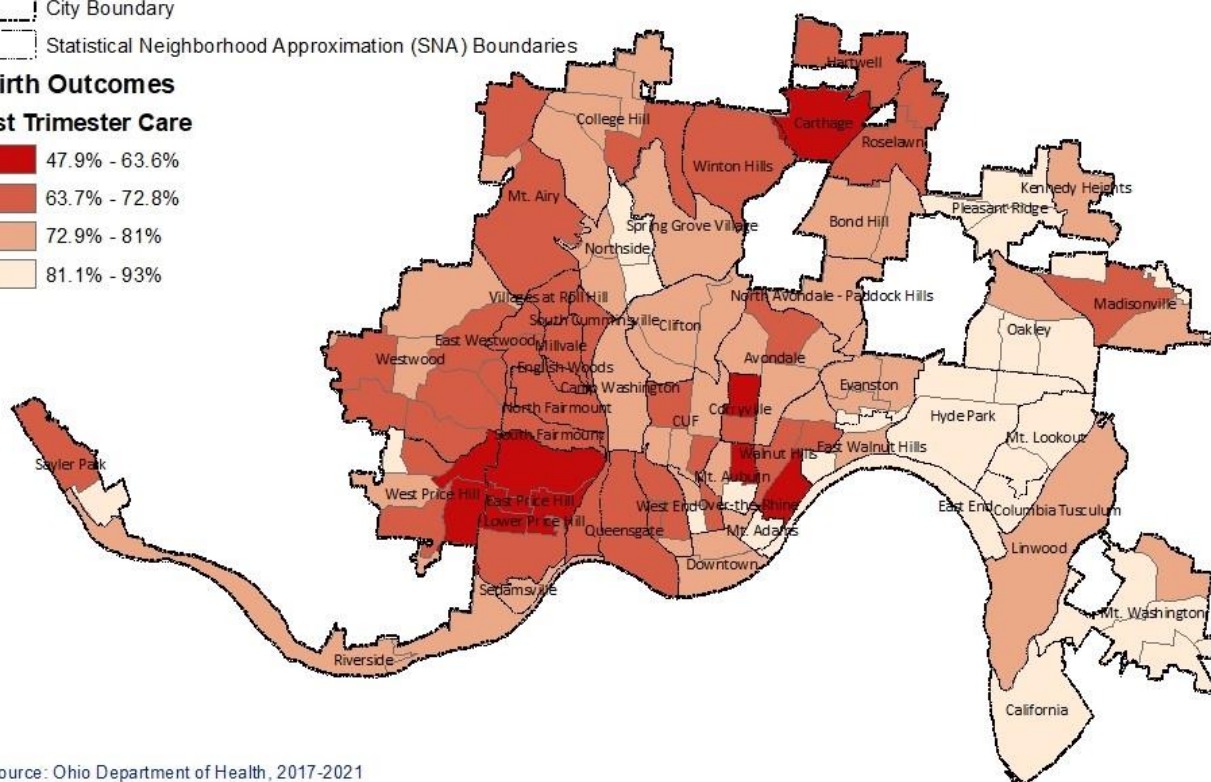 City Boundary
Statistical Neighborhood Approximation (SNA) Boundaries
irth Outcomes
st Trimester Care
47.9% - 63.6%
63.7% - 72.8%
72.9% - 81%
81.1% - 93%
Hartwell
College Hill
Carthage
Roselawn
Winton Hills
Mt. Airy
Kennedy Heights
Pleasant Ridge
Spring Grove Village
Bond Hill
Northside
Villages at Roll Hill
North Avondale - Paddock Hills
Madisonville
South Cumminsville
Clifton
Oakley
East Westwood
Millvale
Westwood
Avondale
English Woods
Camp Washington
Evanston
North Fairmount
Corryville
Hyde Park
CUF
South Fairmount
Mt. Lookout
Walnut Hills
East Walnut Hills
Sayler Park
Mt. Auburn
West Price Hill
East Price Hill
West End
Over-the-Rhine
East End
Columbia Tusculum
Lower Price Hill
Queensgate
Mt. Adams
Linwood
Downtown
Sedamsville
Mt. Washington
Riverside
California
ource: Ohio Department of Health, 2017-2021